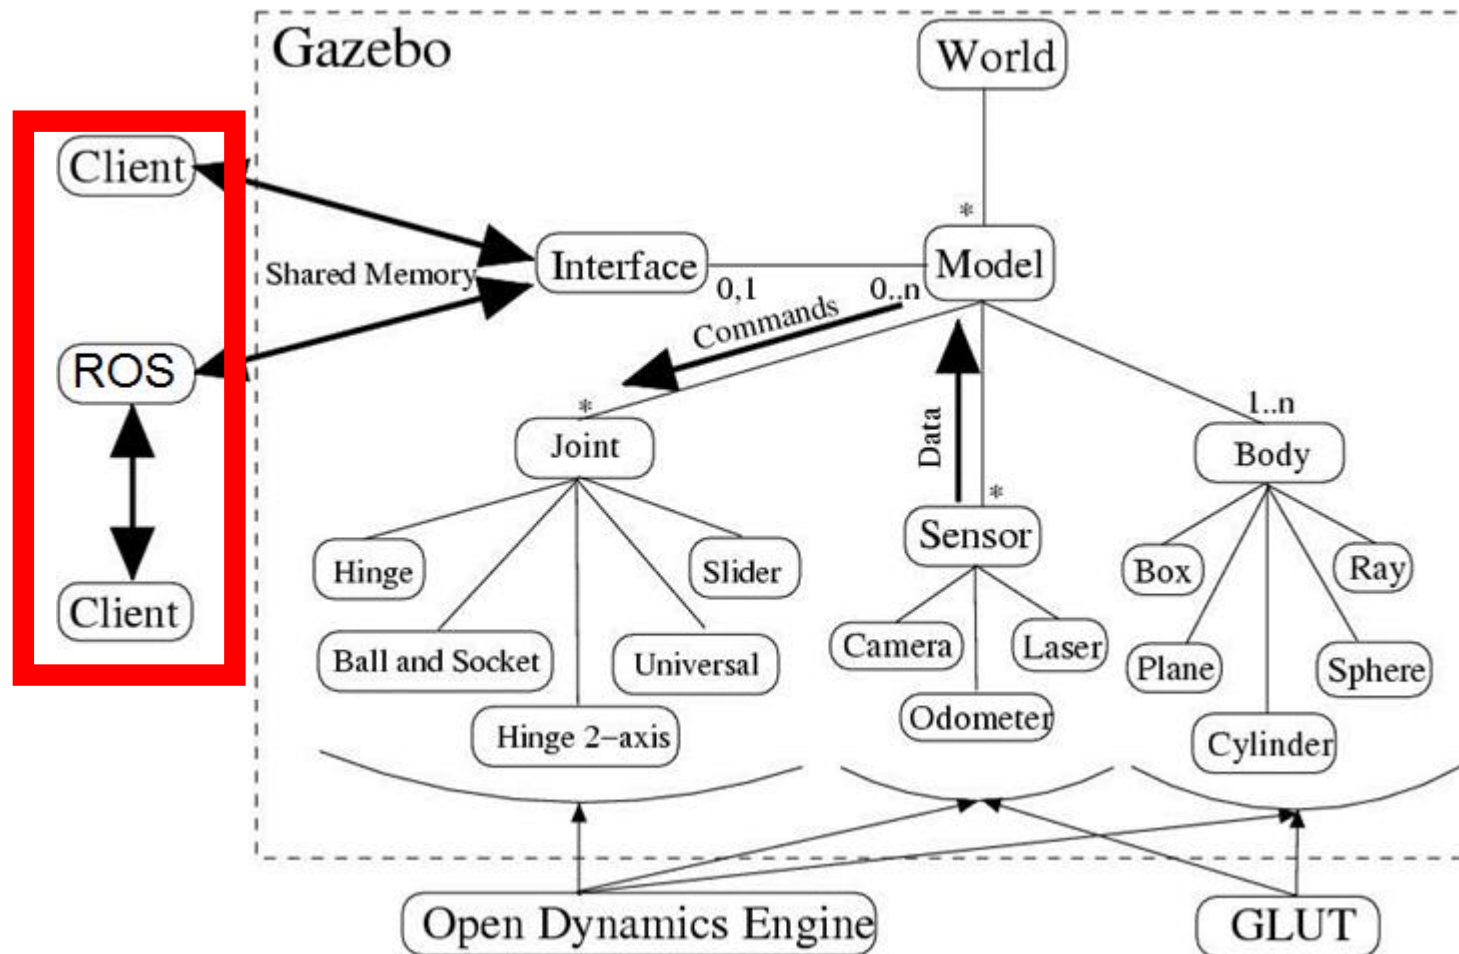 Gazebo
World
Client
*
Interface
Model
Shared Memory
0,1
0..n
Commands
ROS
*
1..n
Joint
Data
Body
*
Sensor
Hinge
Slider
Box
Ray
Client
Camera
Laser
Ball and Socket
Universal
Plane
Sphere
Odometer
Hinge 2-axis
Cylinder
Open Dynamics Engine
GLUT